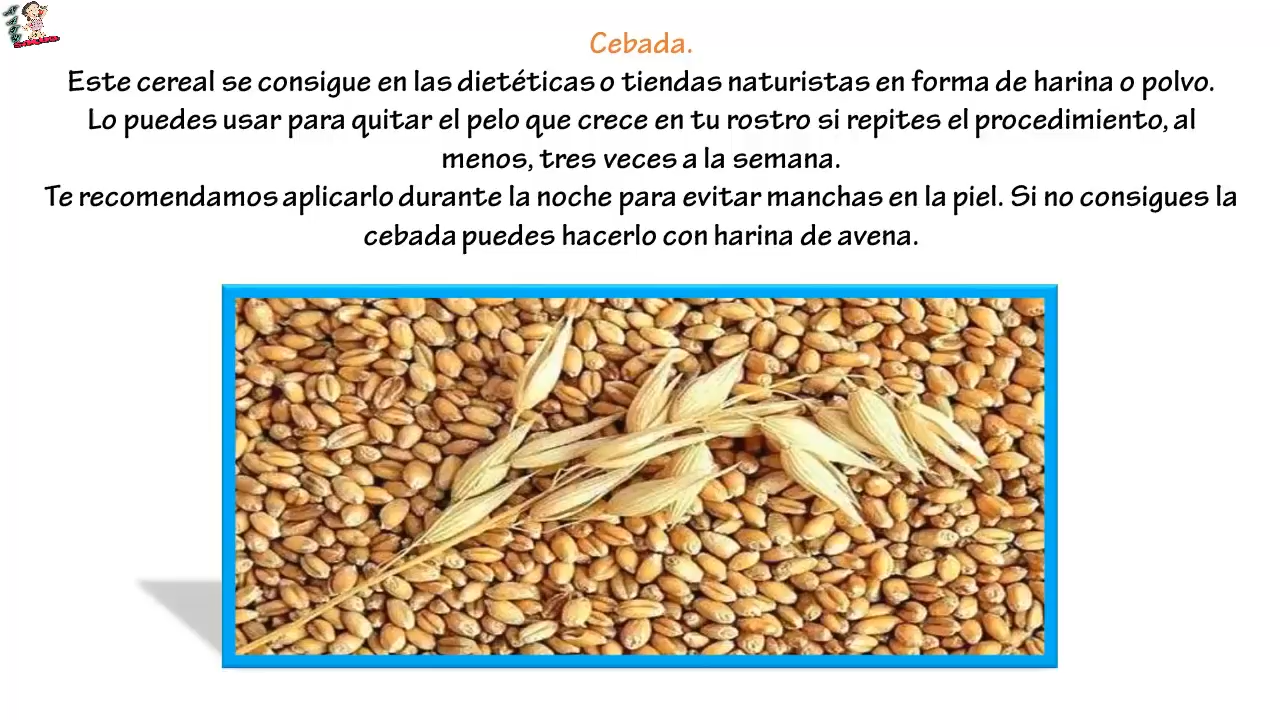 Cebada.
Este cereal se consigue en las dietéticas o tiendas naturistas en forma de harina o polvo.
Lo puedes usar para quitar el pelo que crece en tu rostro si repites el procedimiento, al
menos, tres veces a la semana.
Te recomendamos aplicarlo durante la noche para evitar manchas en la piel. Si no consigues la
cebada puedes hacerlo con harina de avena.